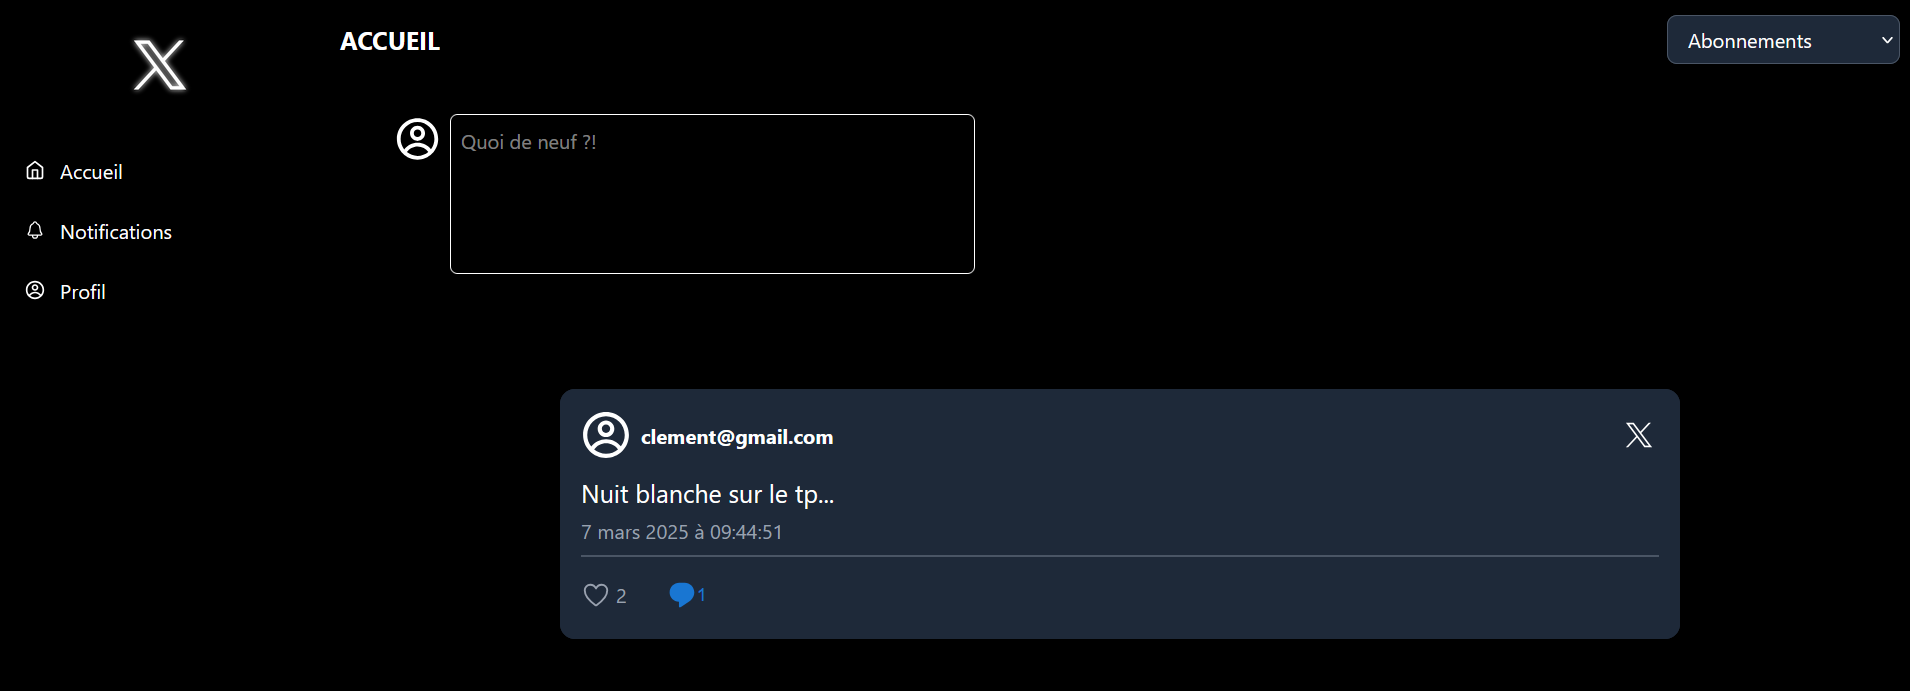 ACCUEIL
Abonnements
Accueil
Notifications
Profil
Quoi de neuf ?!
clement@gmail.com
Nuit blanche sur le tp...
7 mars 2025 à 09:44:51
2
1